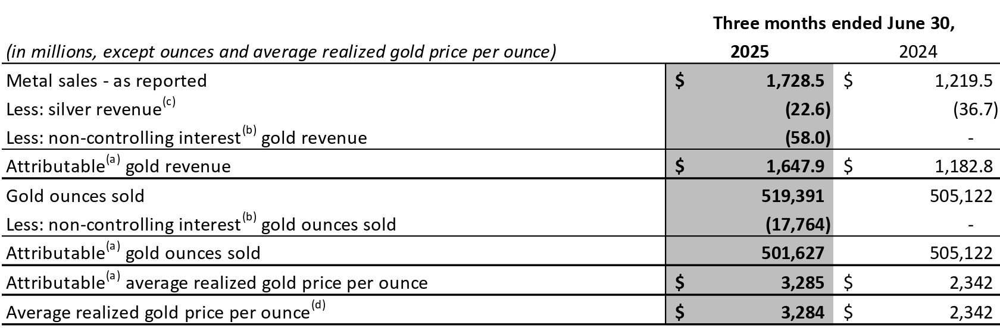 Three months ended June 30,
(in millions, except ounces and average realized gold price per ounce) 2025 2024
Metal sales - as reported $ 1,728.5 $ 1,219.5
Less: silver revenue(c) (22.6) (36.7)
Less: non-controlling interest(b) gold revenue (58.0) -
Attributable(a) gold revenue $ 1,647.9 $ 1,182.8
Gold ounces sold 519,391 505,122
Less: non-controlling interest(b) gold ounces sold (17,764) -
Attributable(a) gold ounces sold 501,627 505,122
Attributable(a) average realized gold price per ounce $ 3,285 $ 2,342
Average realized gold price per ounce(d) $ 3,284 $ 2,342